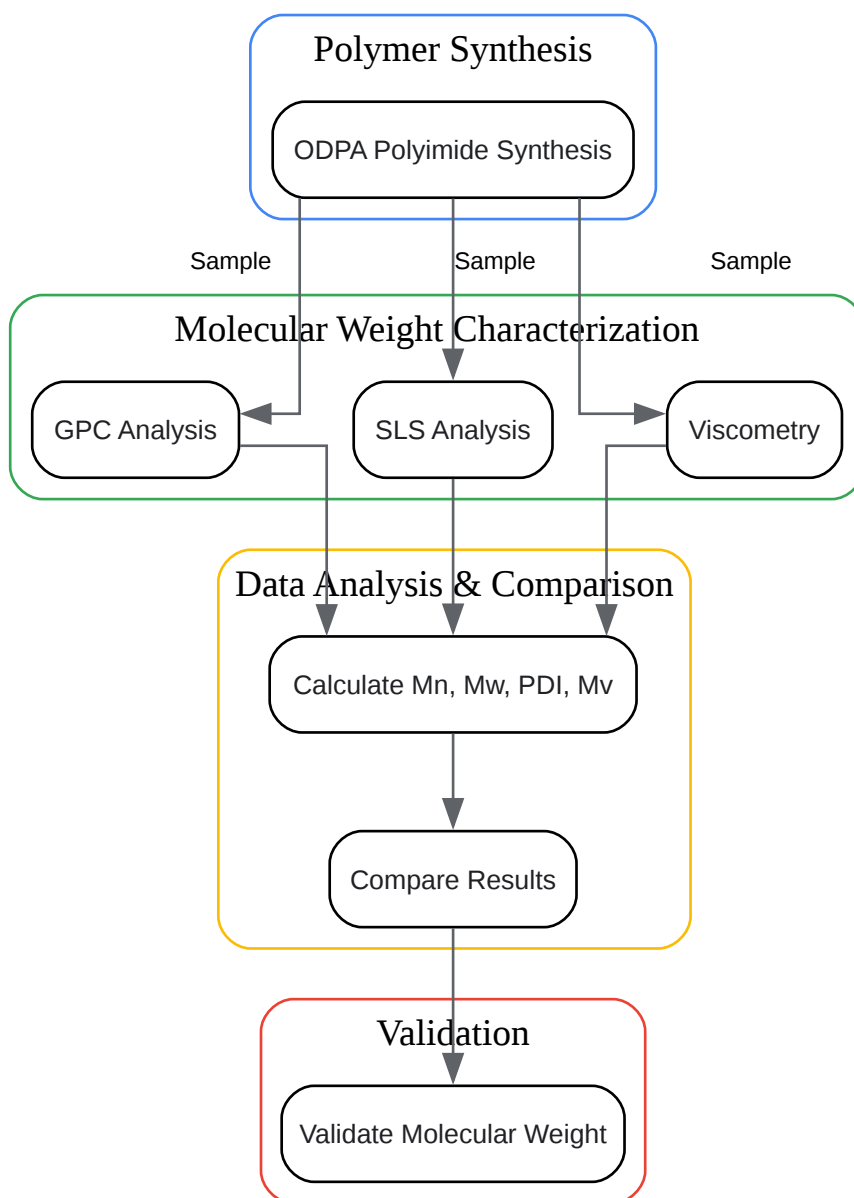 Polymer Synthesis
ODPA Polyimide Synthesis
Sample
Sample
Sample
Molecular Weight Characterization
GPC Analysis
SLS Analysis
Viscometry
Data Analysis & Comparison
Calculate Mn, Mw, PDI, Mv
Compare Results
Validation
Validate Molecular Weight